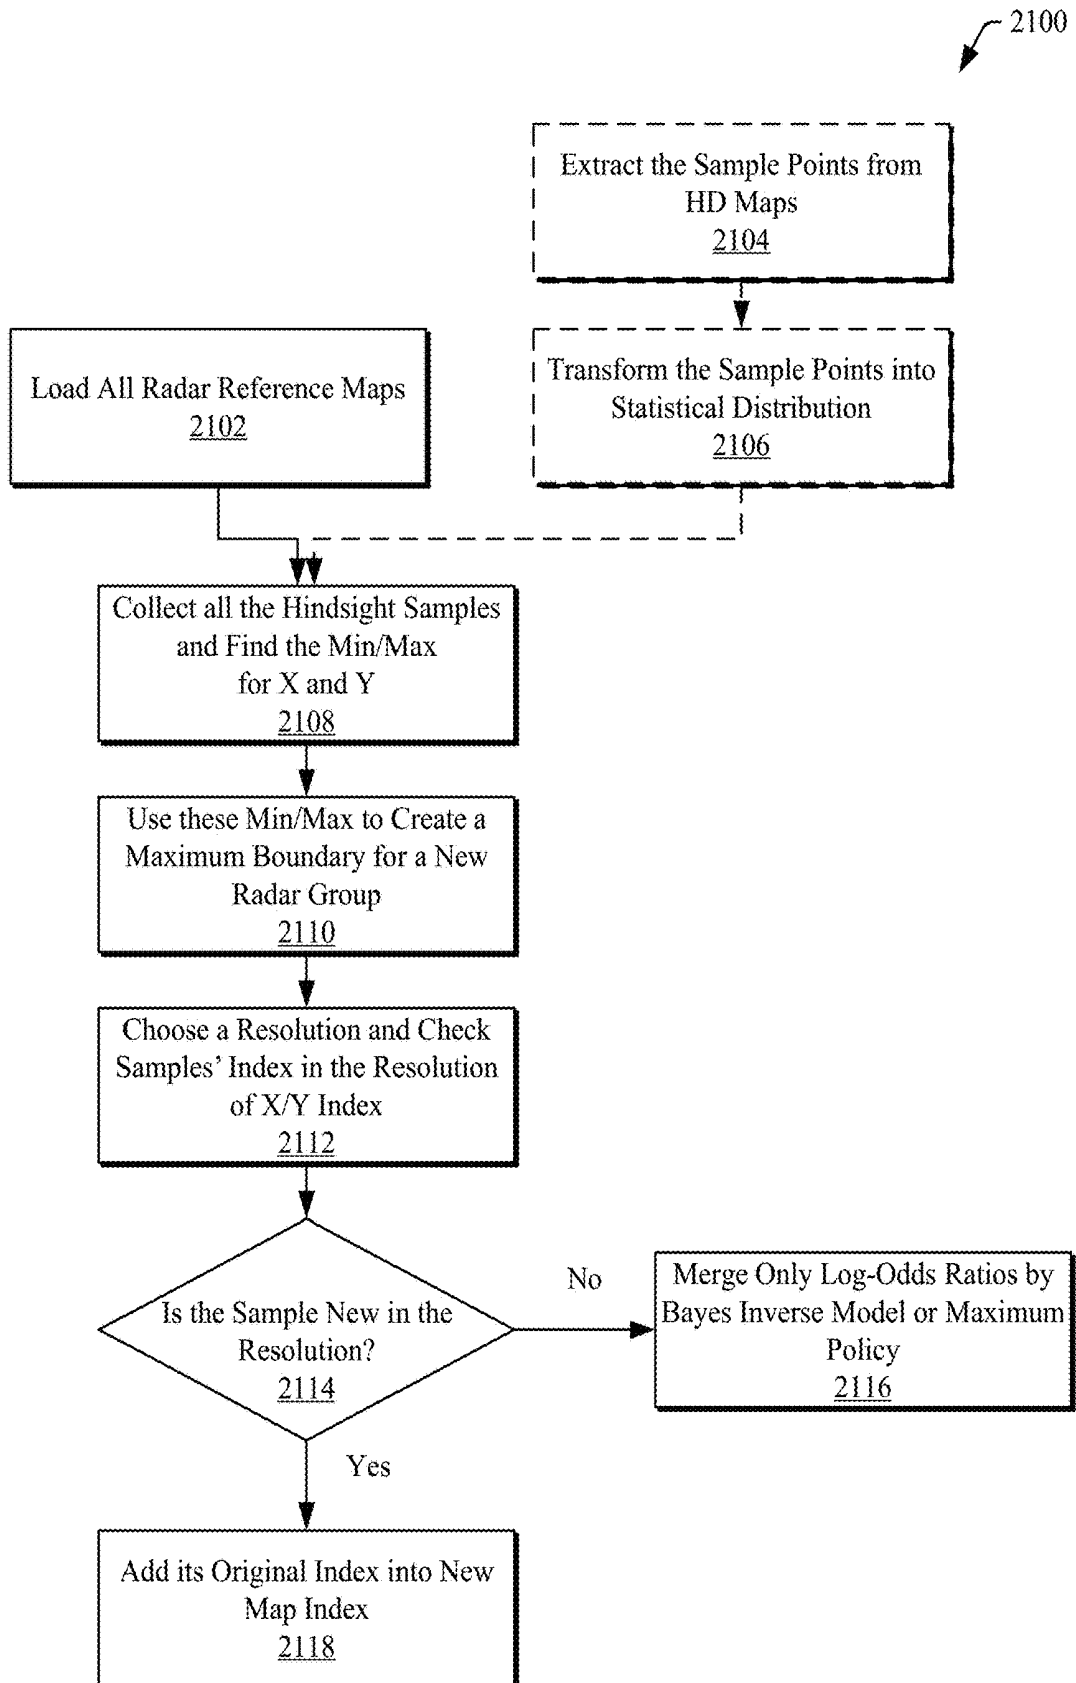 2100
Extract the Sample Points from
HD Maps
2104
Load All Radar Reference Maps
2102
Transform the Sample Points into
Statistical Distribution
2106
Collect all the Hindsight Samples
and Find the Min/Max
for X and Y
2108
Use these Min/Max to Create a
Maximum Boundary for a New
Radar Group
2110
Choose a Resolution and Check
Samples’ Index in the Resolution
of X/Y Index
2112
Is the Sample New in the
Resolution?
2114
No
Merge Only Log-Odds Ratios by
Bayes Inverse Model or Maximum
Policy
2116
Yes
Add its Original Index into New
Map Index
2118